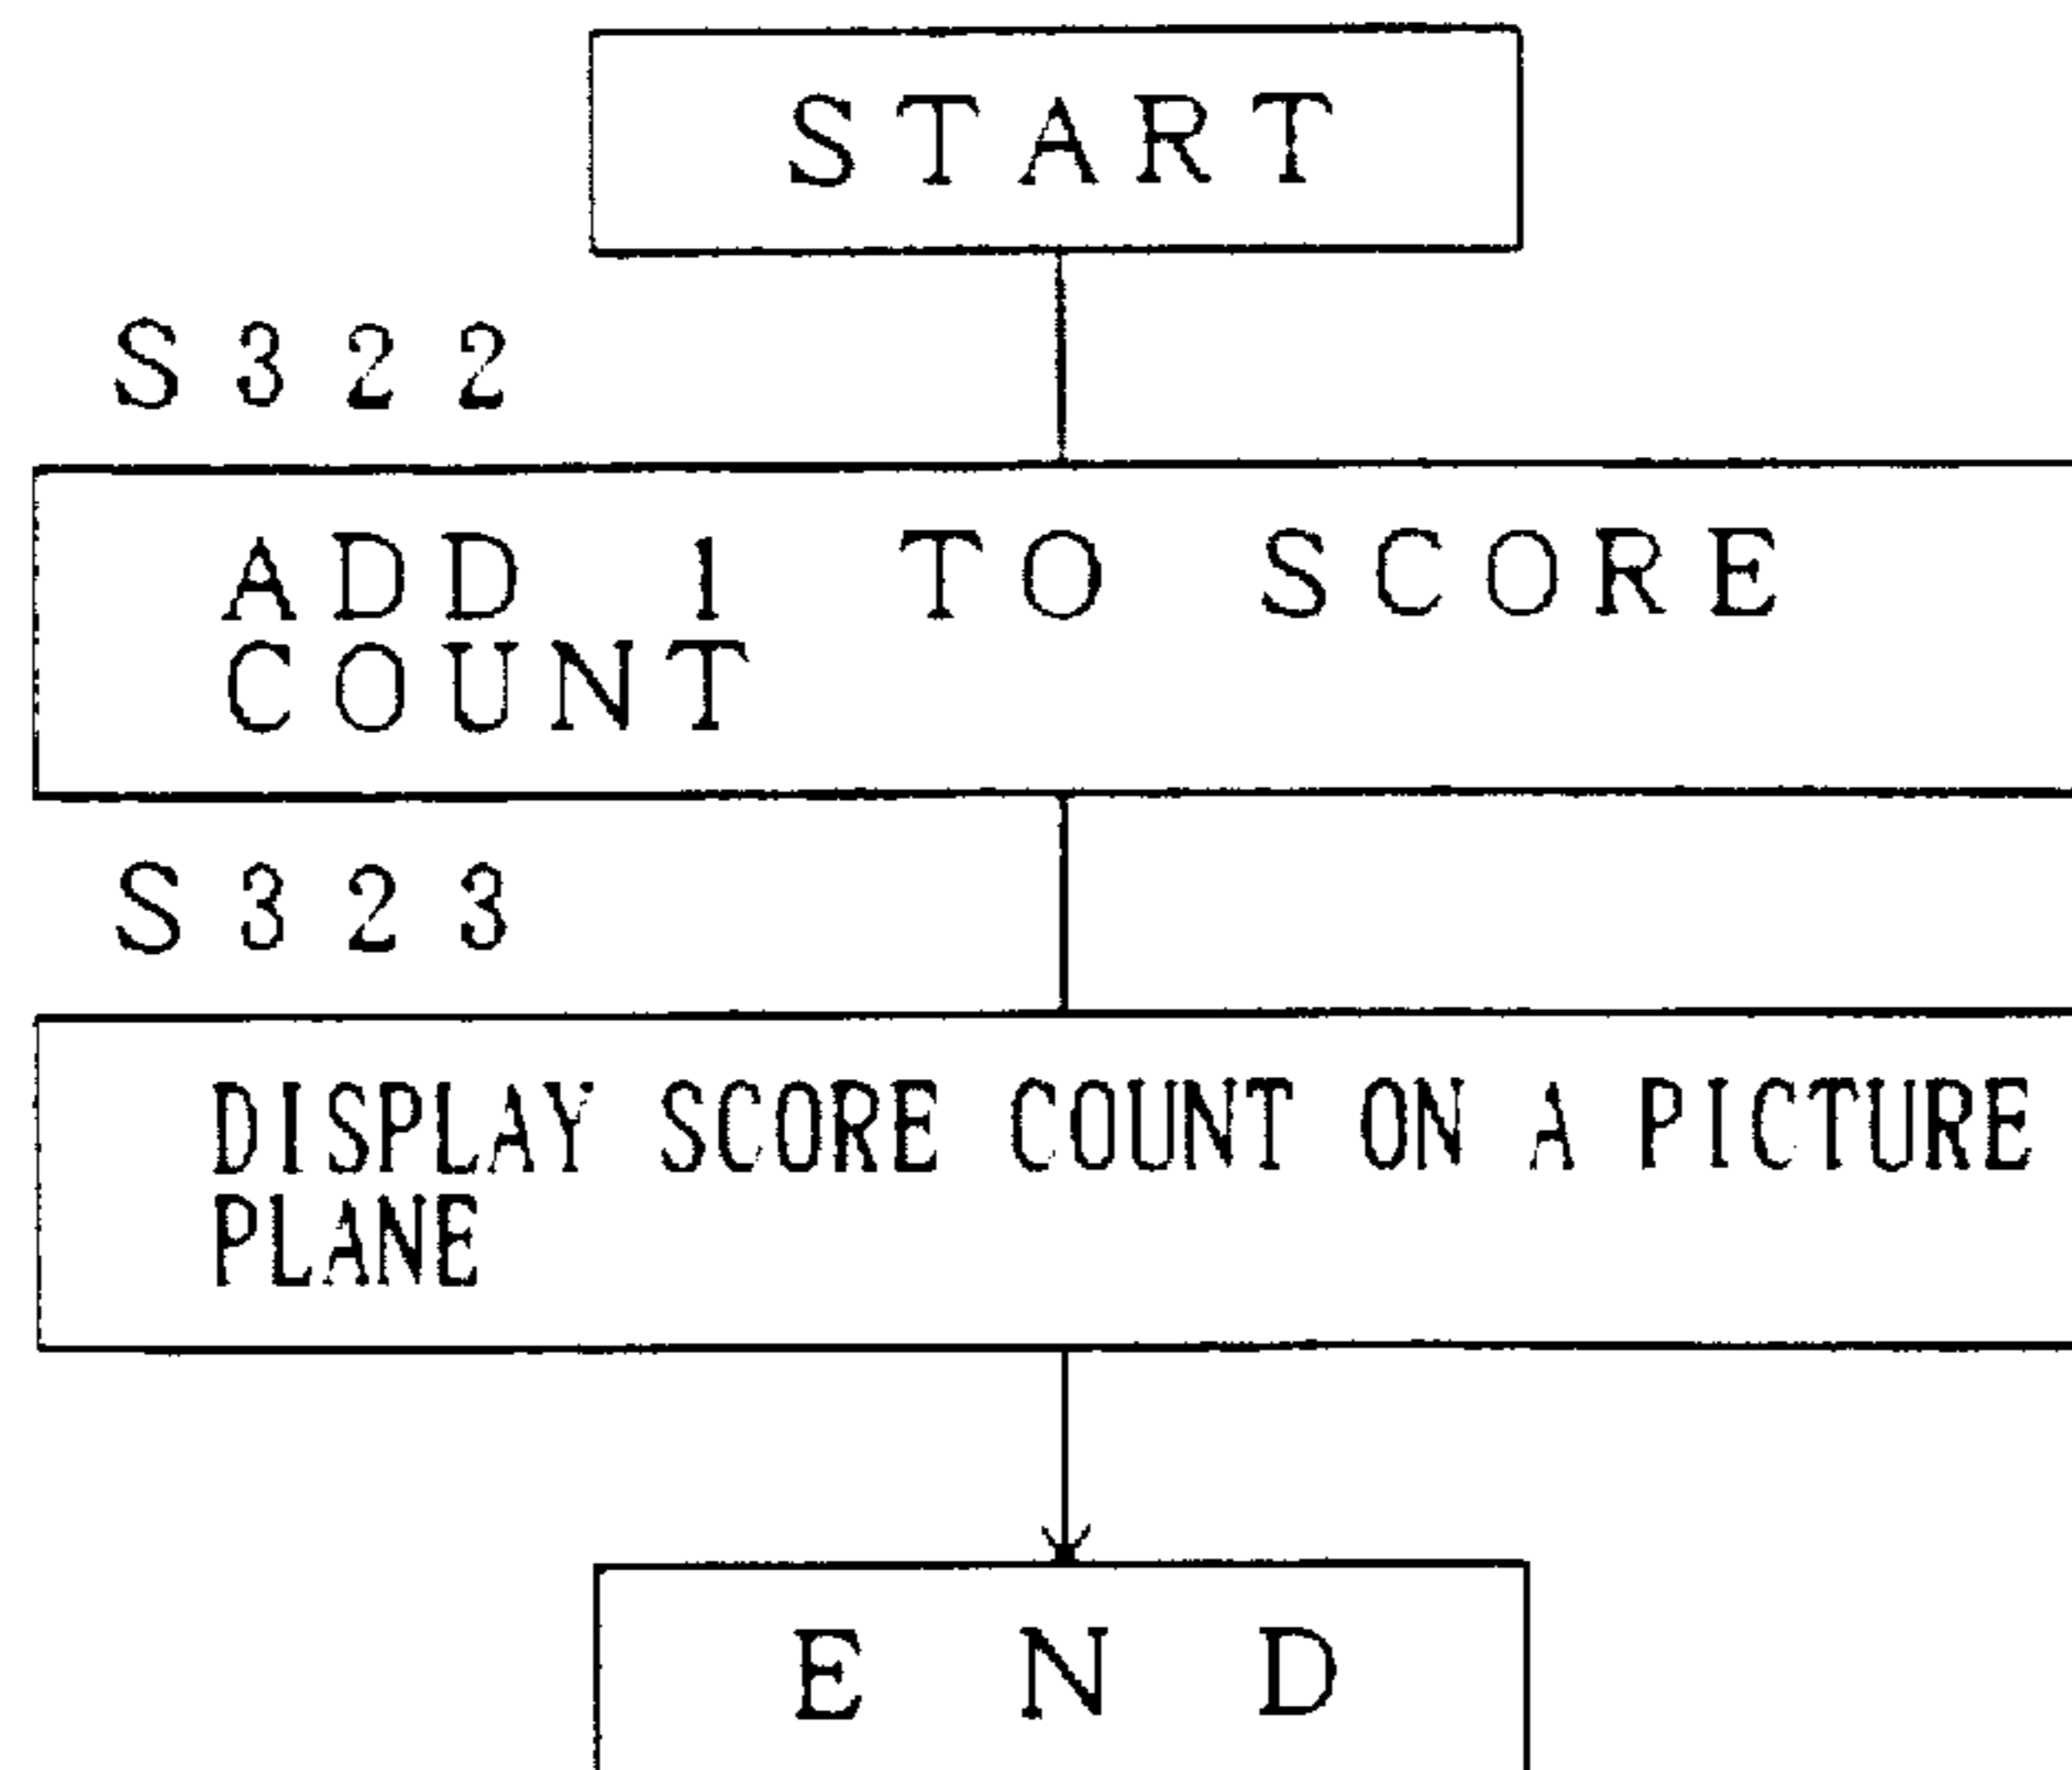 START
S322
ADD 1 TO SCORE
COUNT
S323
DISPLAY SCORE COUNT ON A PICTURE
PLANE
END